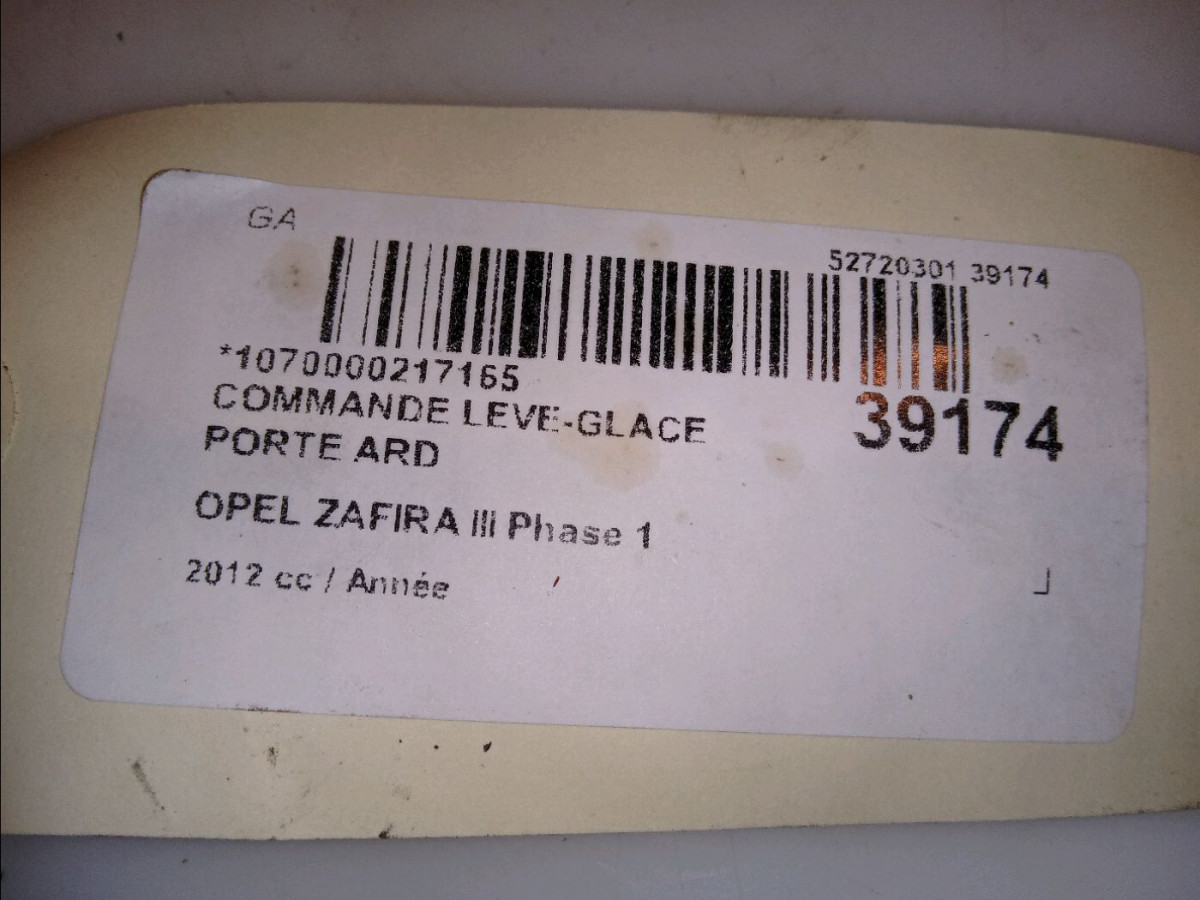 GA
52720301 39174
*1070000217165
39174
COMMANDE LEVE-GLACE
PORTE ARD
OPEL ZAFIRA III Phase 1
2012 cc / Année